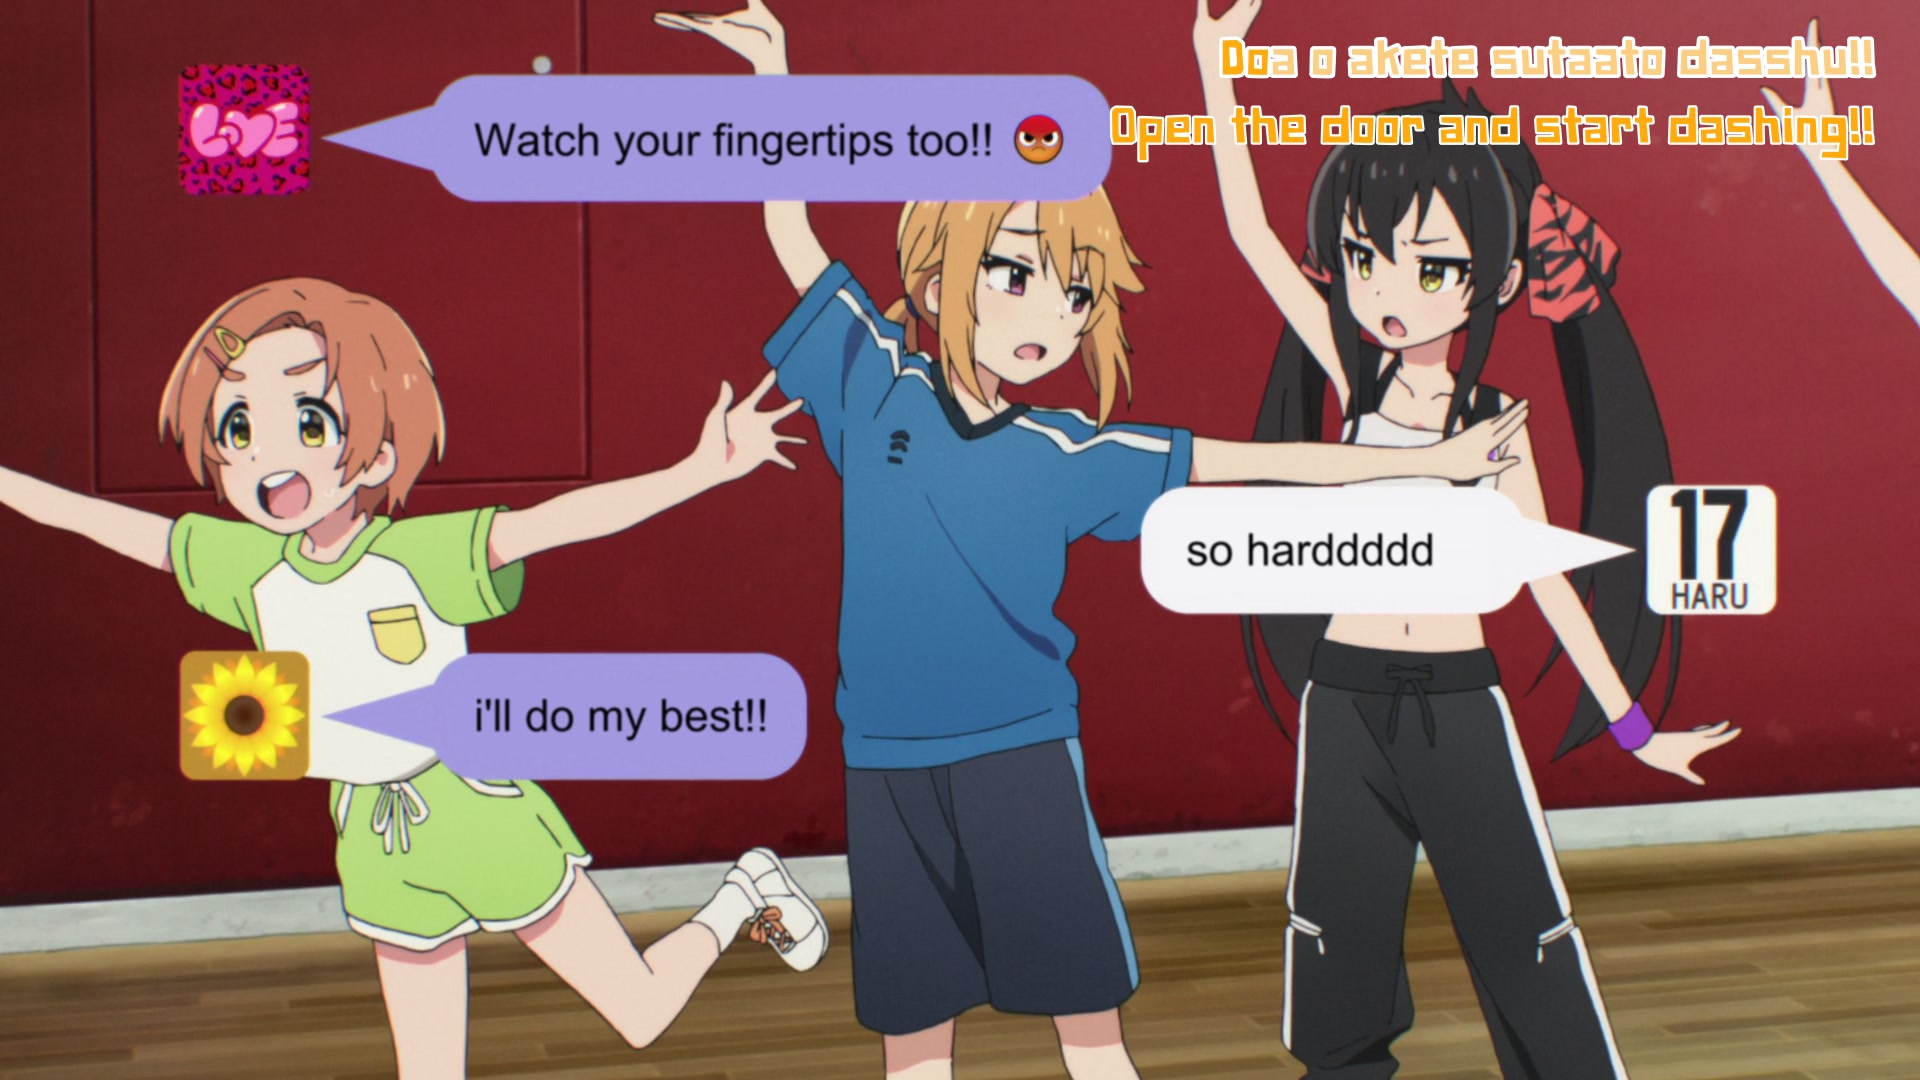 Doa o akete sutaato dasshu!!
Open the door and start dashing!!
LOVE
Watch your fingertips too!! 😡
so harddddd
17
HARU
i'll do my best!!